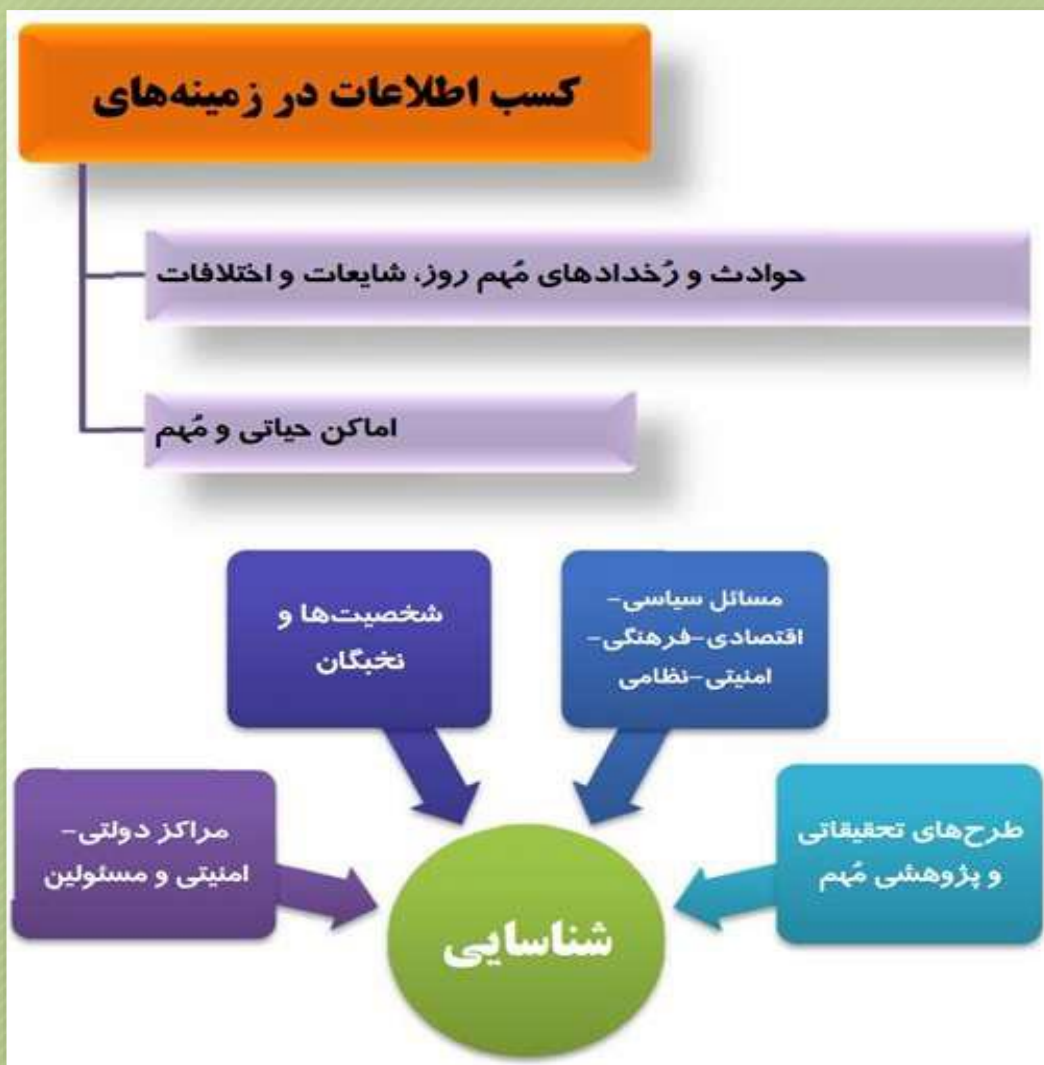 کسب اطلاعات در زمینه‌های
حوادث و رُخدادهای مُهم روز، شایعات و اختلافات
اماکن حیاتی و مُهم
مسائل سیاسی-
اقتصادی-فرهنگی-
امنیتی-نظامی
شخصیت‌ها و
نخبگان
طرح‌های تحقیقاتی
و پژوهشی مُهم
مراکز دولتی-
امنیتی و مسئولین
شناسایی